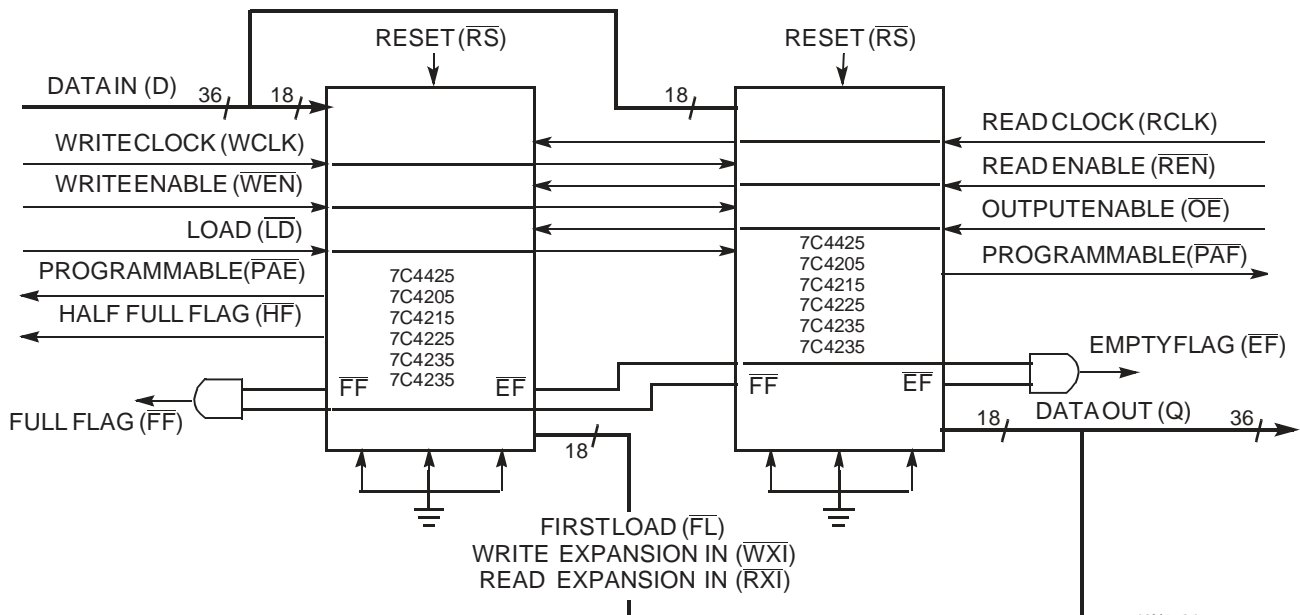 RESET (RS)
RESET (RS)
DATA IN (D)
36
18
18
READ CLOCK (RCLK)
WRITE CLOCK (WCLK)
READ ENABLE (REN)
WRITE ENABLE (WEN)
OUTPUT ENABLE (OE)
LOAD (LD)
PROGRAMMABLE (PAE)
PROGRAMMABLE (PAF)
HALF FULL FLAG (HF)
7C4425
7C4205
7C4215
7C4225
7C4235
7C4235
7C4425
7C4205
7C4215
7C4225
7C4235
7C4235
EMPTY FLAG (EF)
FF
EF
FF
EF
FULL FLAG (FF)
DATA OUT (Q)
18
36
18
FIRST LOAD (FL)
WRITE EXPANSION IN (WXI)
READ EXPANSION IN (RXI)